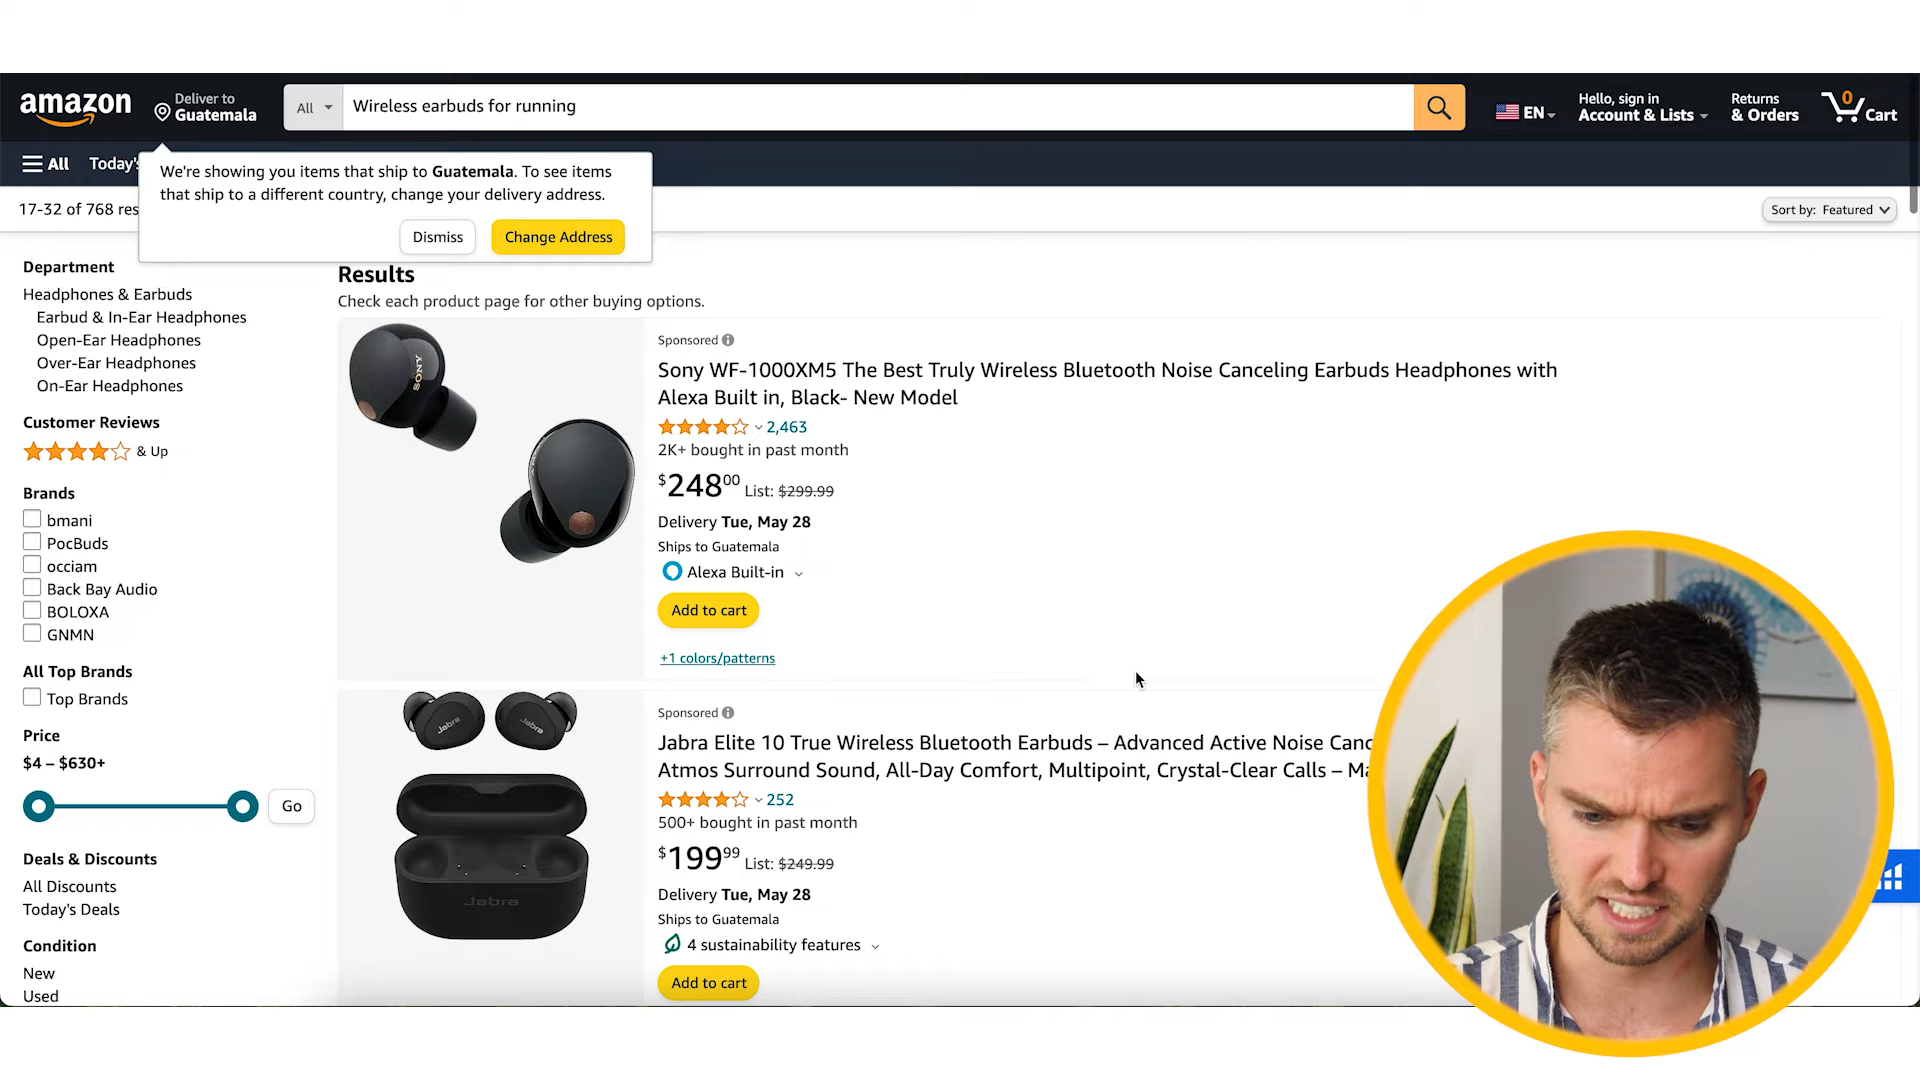 amazon
Deliver to
Guatemala
All
Wireless earbuds for running
EN
Hello, sign in
Account & Lists
Returns
& Orders
0
Cart
All
Today's
We're showing you items that ship to Guatemala. To see items
that ship to a different country, change your delivery address.
Dismiss
Change Address
17-32 of 768 res
Sort by: Featured
Department
Headphones & Earbuds
Earbud & In-Ear Headphones
Open-Ear Headphones
Over-Ear Headphones
On-Ear Headphones
Customer Reviews
& Up
Brands
bmani
PocBuds
occiam
Back Bay Audio
BOLOXA
GNMN
All Top Brands
Top Brands
Price
$4 – $630+
Go
Deals & Discounts
All Discounts
Today's Deals
Condition
New
Used
Results
Check each product page for other buying options.
SONY
Sponsored
Sony WF-1000XM5 The Best Truly Wireless Bluetooth Noise Canceling Earbuds Headphones with
Alexa Built in, Black- New Model
2,463
2K+ bought in past month
$24800 List: $299.99
Delivery Tue, May 28
Ships to Guatemala
Alexa Built-in
Add to cart
+1 colors/patterns
Jabra
Jabra
Jabra
Sponsored
Jabra Elite 10 True Wireless Bluetooth Earbuds – Advanced Active Noise Canc
Atmos Surround Sound, All-Day Comfort, Multipoint, Crystal-Clear Calls – Ma
252
500+ bought in past month
$19999 List: $249.99
Delivery Tue, May 28
Ships to Guatemala
4 sustainability features
Add to cart